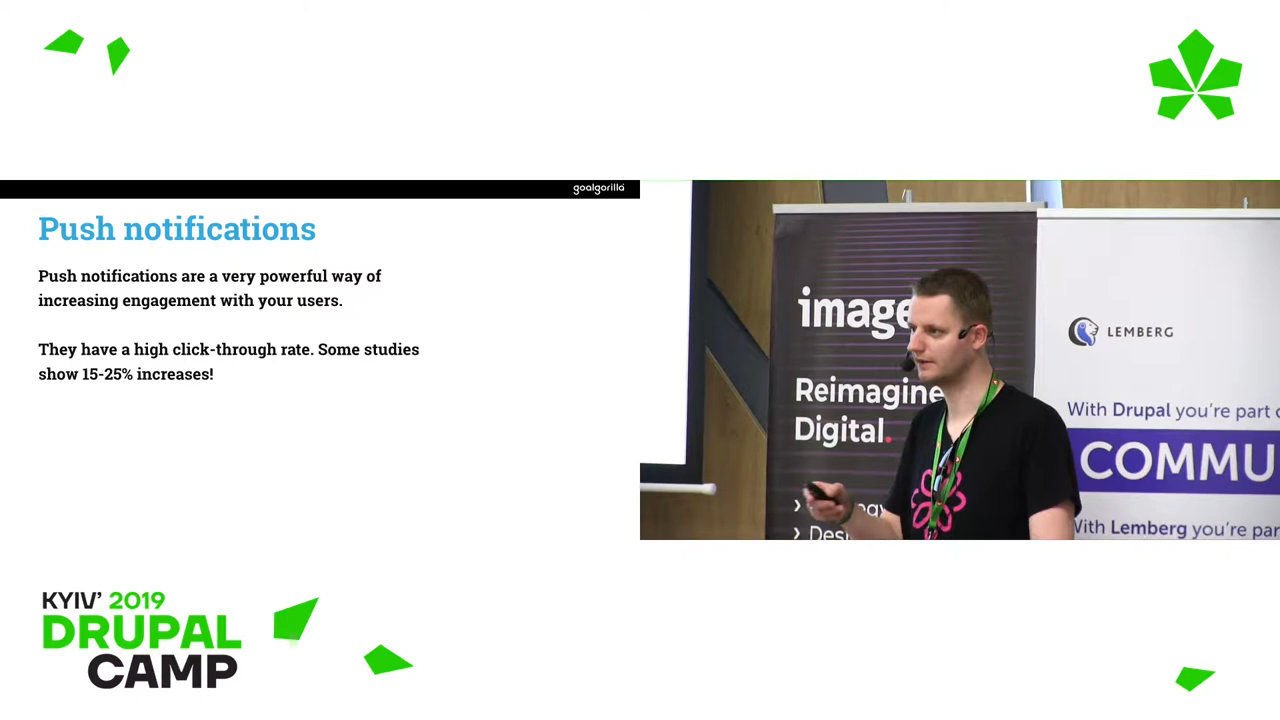 goalgorilla
Push notifications
Push notifications are a very powerful way of
increasing engagement with your users.
They have a high click-through rate. Some studies
show 15-25% increases!
image
Reimagine
Digital.
LEMBERG
With Drupal you're part
COMMU
With Lemberg you're par
KYIV' 2019
DRUPAL
CAMP